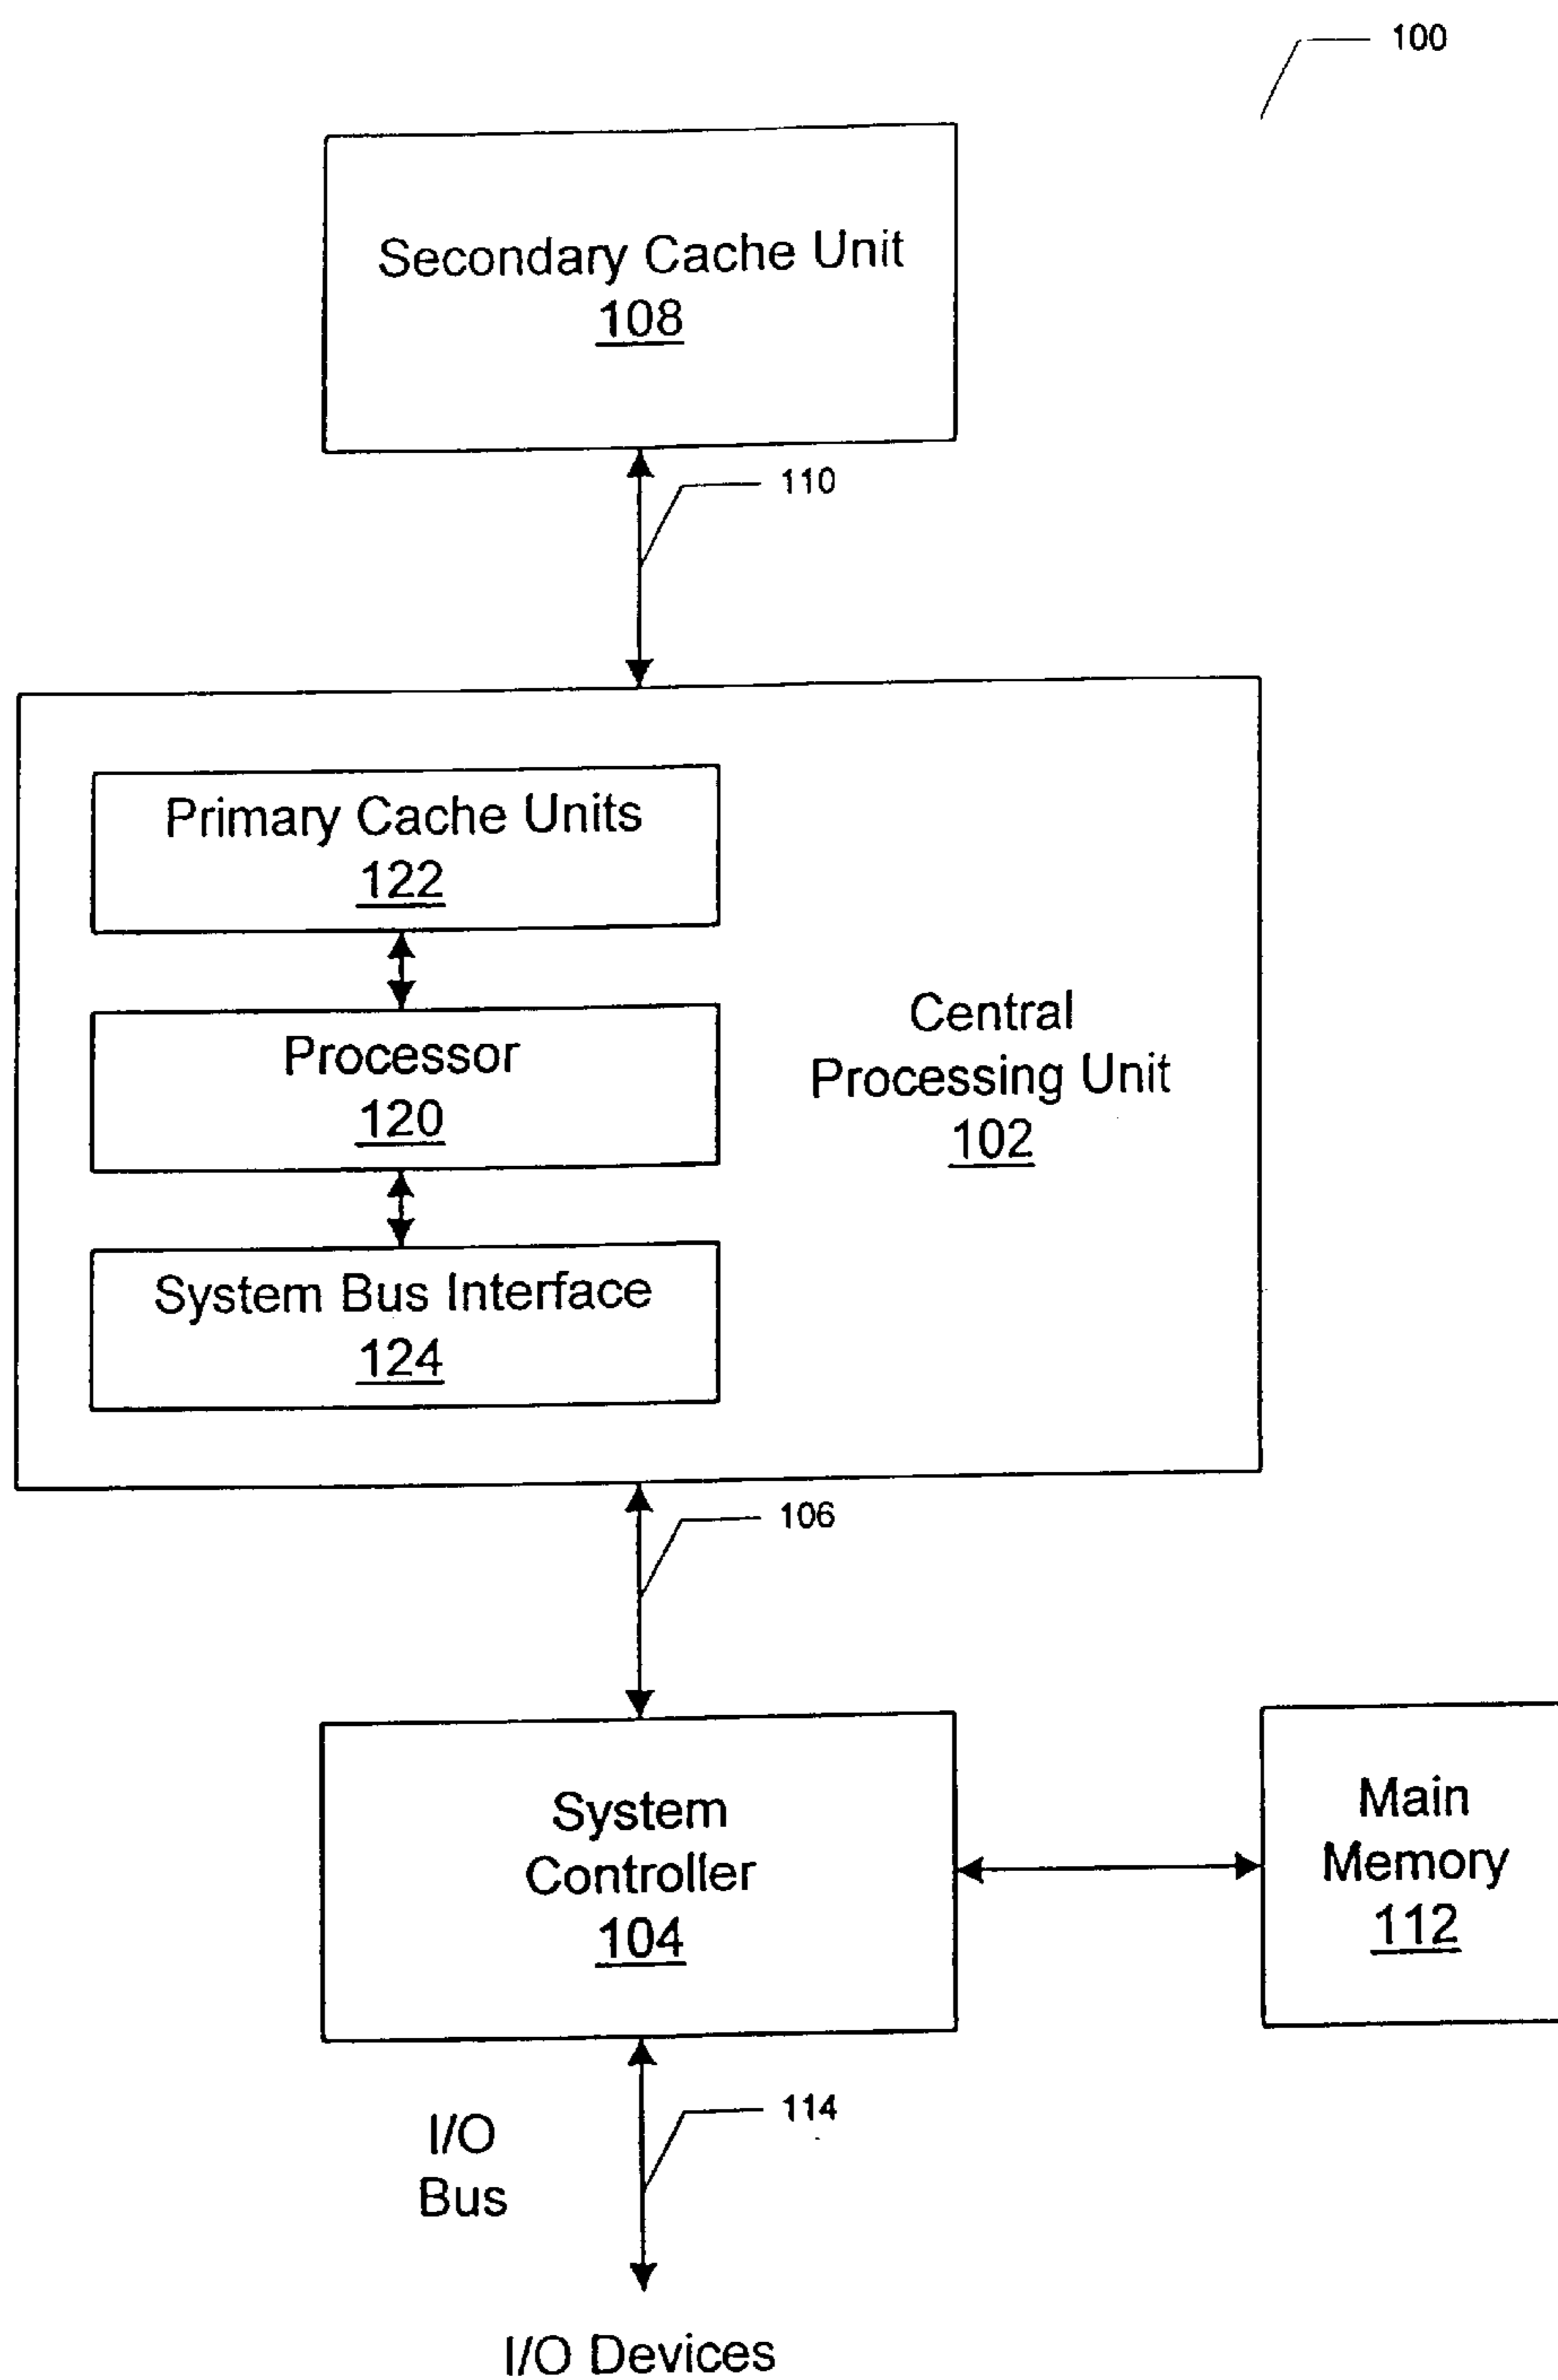 100
Secondary Cache Unit
108
110
Primary Cache Units
122
Processor
120
Central
Processing Unit
102
System Bus Interface
124
106
System
Controller
104
Main
Memory
112
114
I/O
Bus
I/O Devices